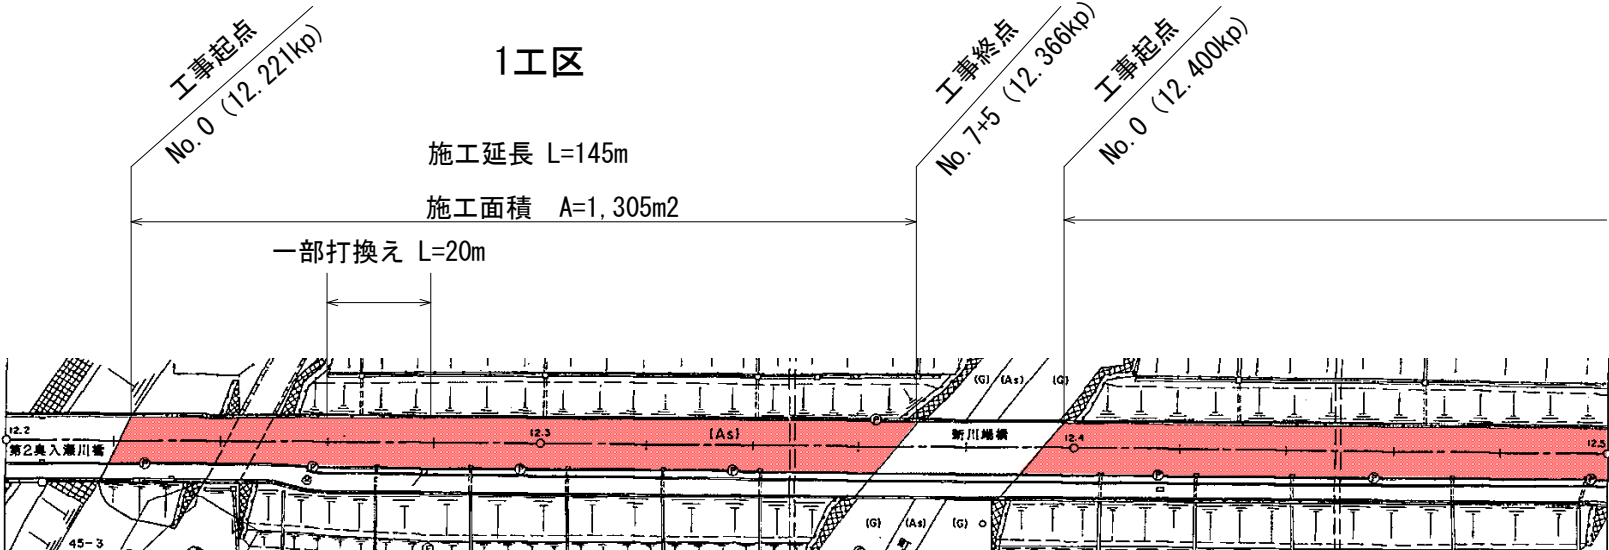 1工区
工事起点
No.0 (12.221kp)
工事終点
No.7+5 (12.366kp)
工事起点
No.0 (12.400kp)
施工延長 L=145m
施工面積 A=1,305m2
一部打換え L=20m
(G) (As) (G)
12.2
第2奥入瀬川橋
12.3
(As)
新川端橋
12.4
12.5
P
P
P
P
P
P
P
P
45-3
(G) (As) (G)
町